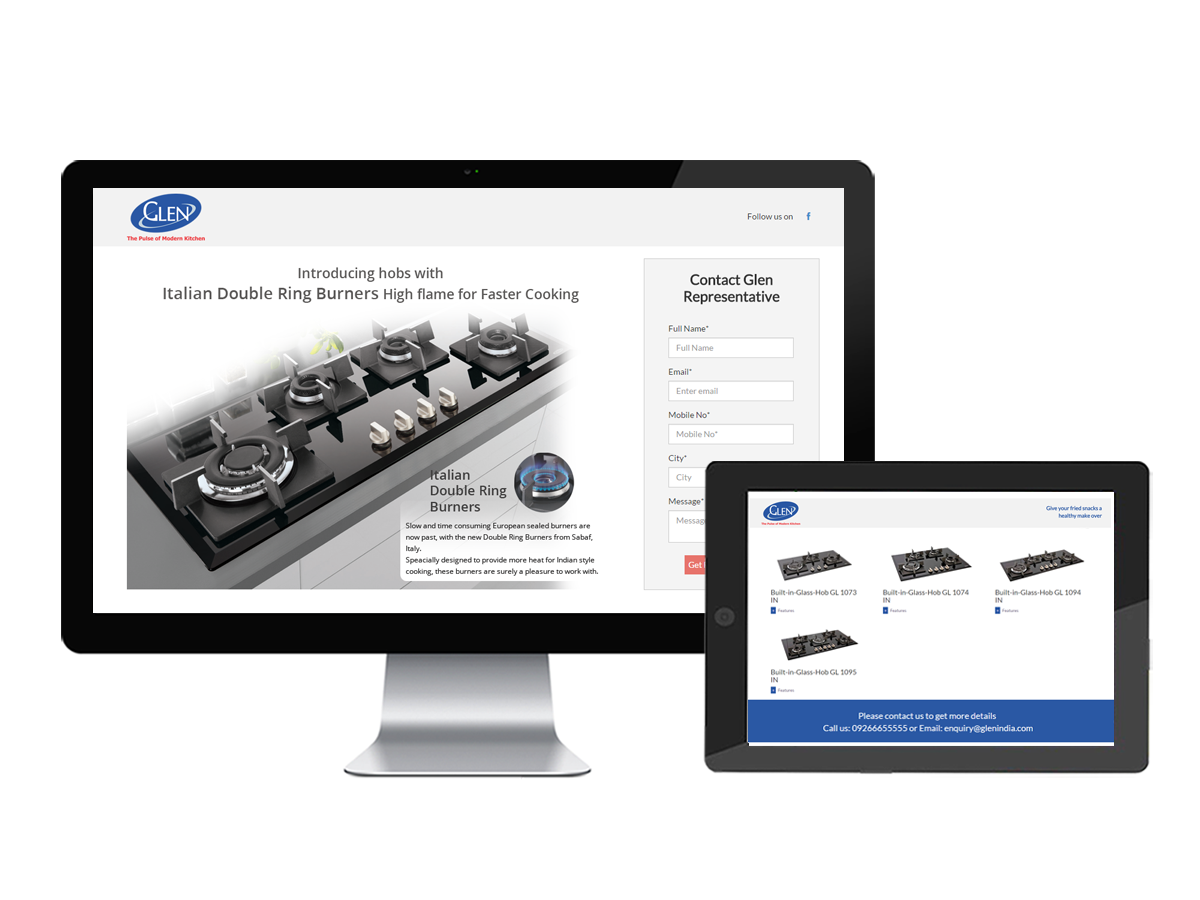 GLEN
The Pulse of Modern Kitchen
Follow us on f
Introducing hobs with
Italian Double Ring Burners High flame for Faster Cooking
Italian
Double Ring
Burners
Slow and time consuming European sealed burners are
now past, with the new Double Ring Burners from Sabaf,
Italy.
Speacially designed to provide more heat for Indian style
cooking, these burners are surely a pleasure to work with.
Contact Glen
Representative
Full Name*
Full Name
Email*
Enter email
Mobile No*
Mobile No*
City*
City
Message*
Get
GLEN
The Pulse of Modern Kitchen
Give your fried snacks a
healthy make over
Built-in-Glass-Hob GL 1073
IN
Features
Built-in-Glass-Hob GL 1074
IN
Features
Built-in-Glass-Hob GL 1094
IN
Features
Built-in-Glass-Hob GL 1095
IN
Features
Please contact us to get more details
Call us: 09266655555 or Email: enquiry@glenindia.com